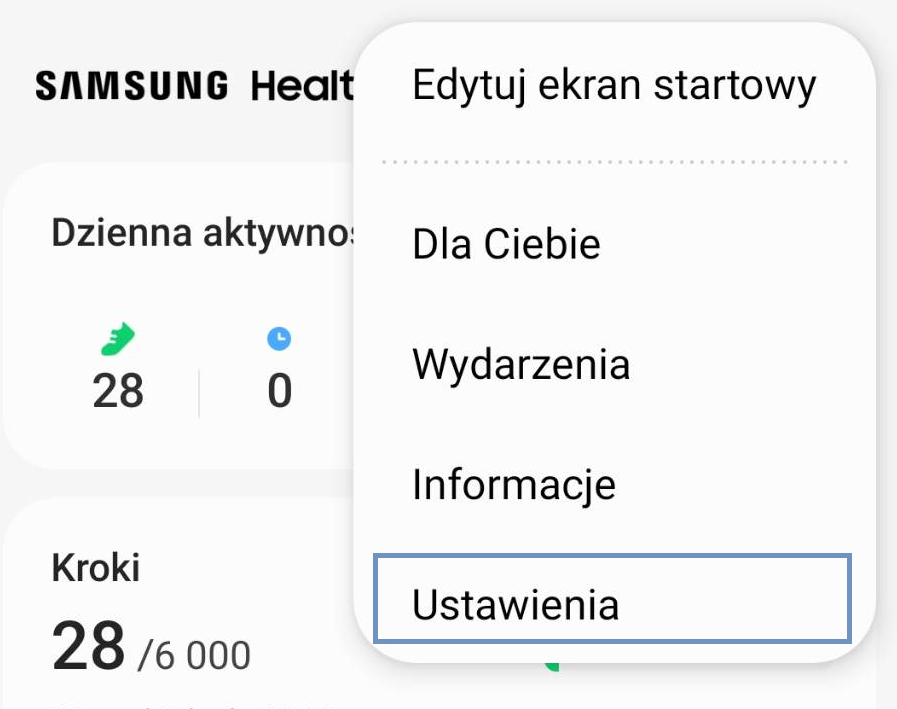 SAMSUNG Healt
Edytuj ekran startowy
Dzienna aktywnoś
Dla Ciebie
28
0
Wydarzenia
Informacje
Kroki
Ustawienia
28 /6 000